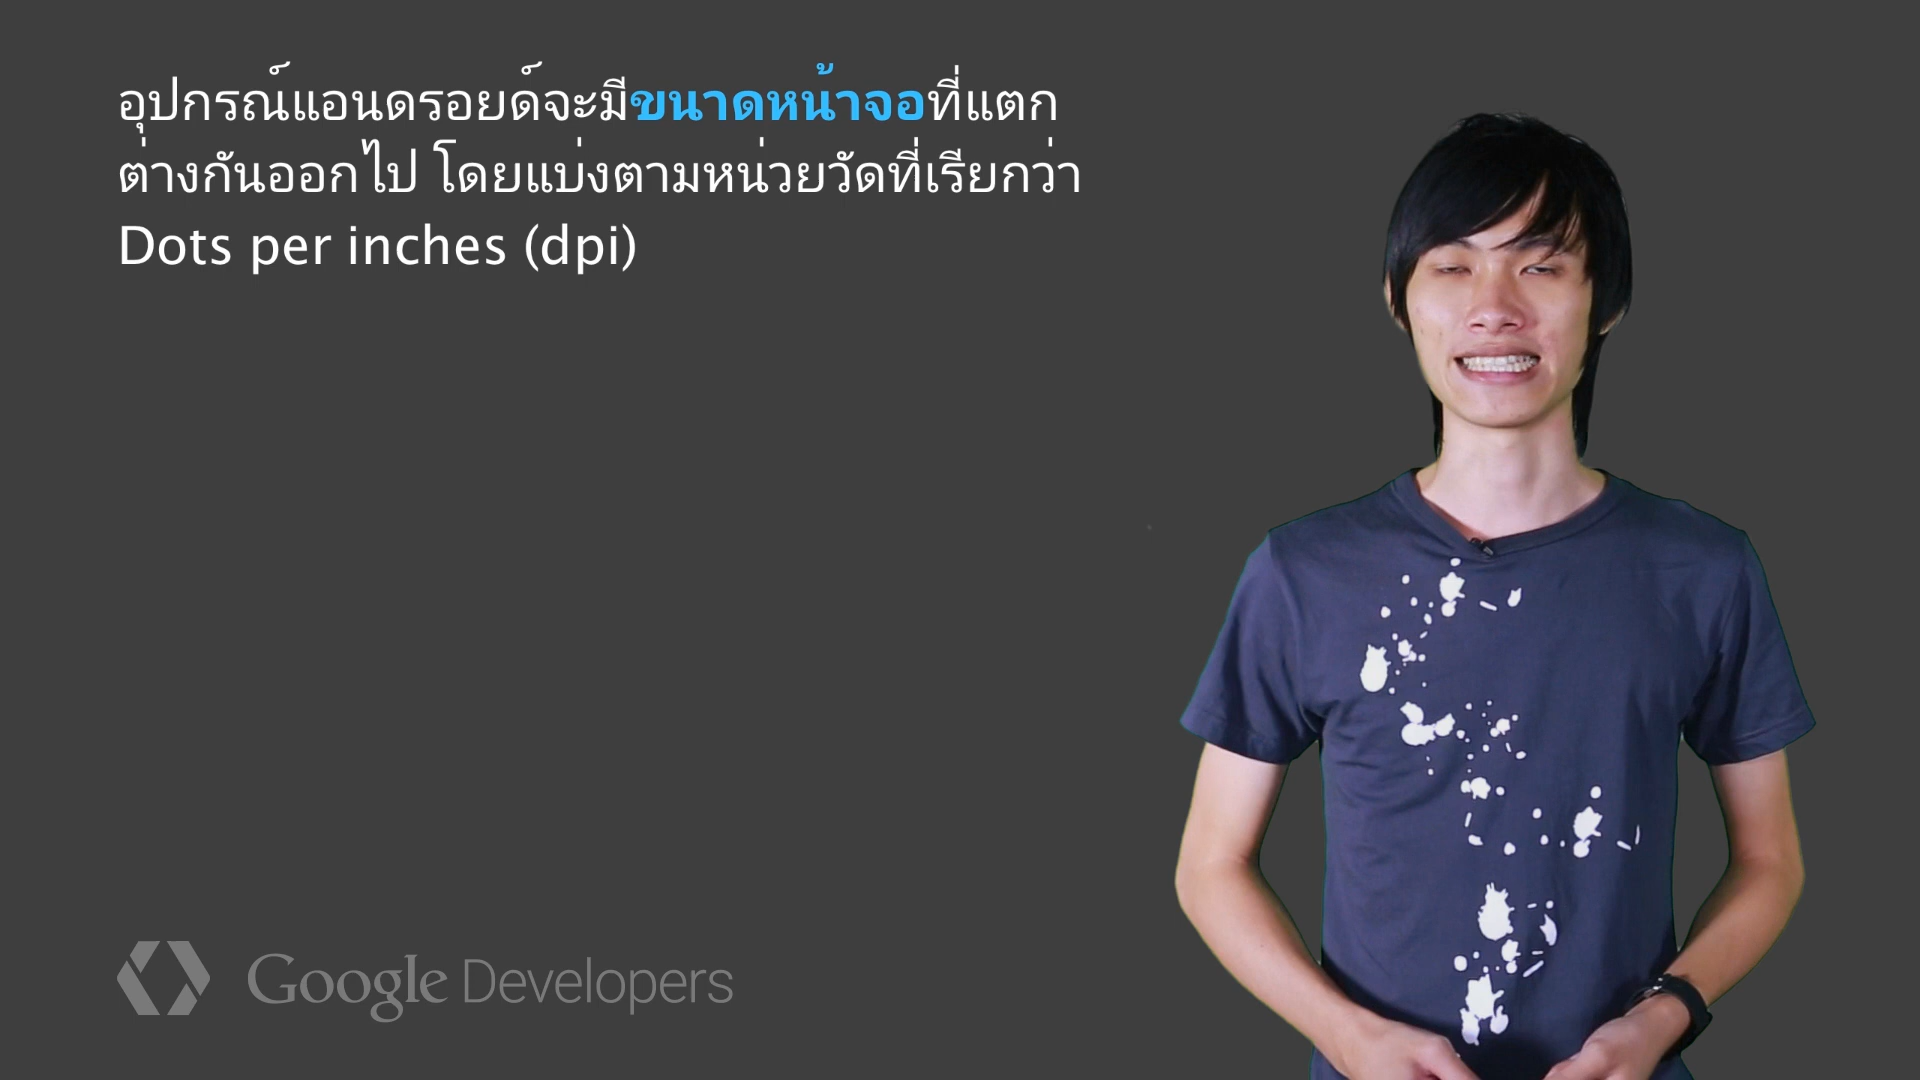 อุปกรณ์แอนดรอยด์จะมีขนาดหน้าจอที่แตก
ต่างกันออกไป โดยแบ่งตามหน่วยวัดที่เรียกว่า
Dots per inches (dpi)
Google Developers